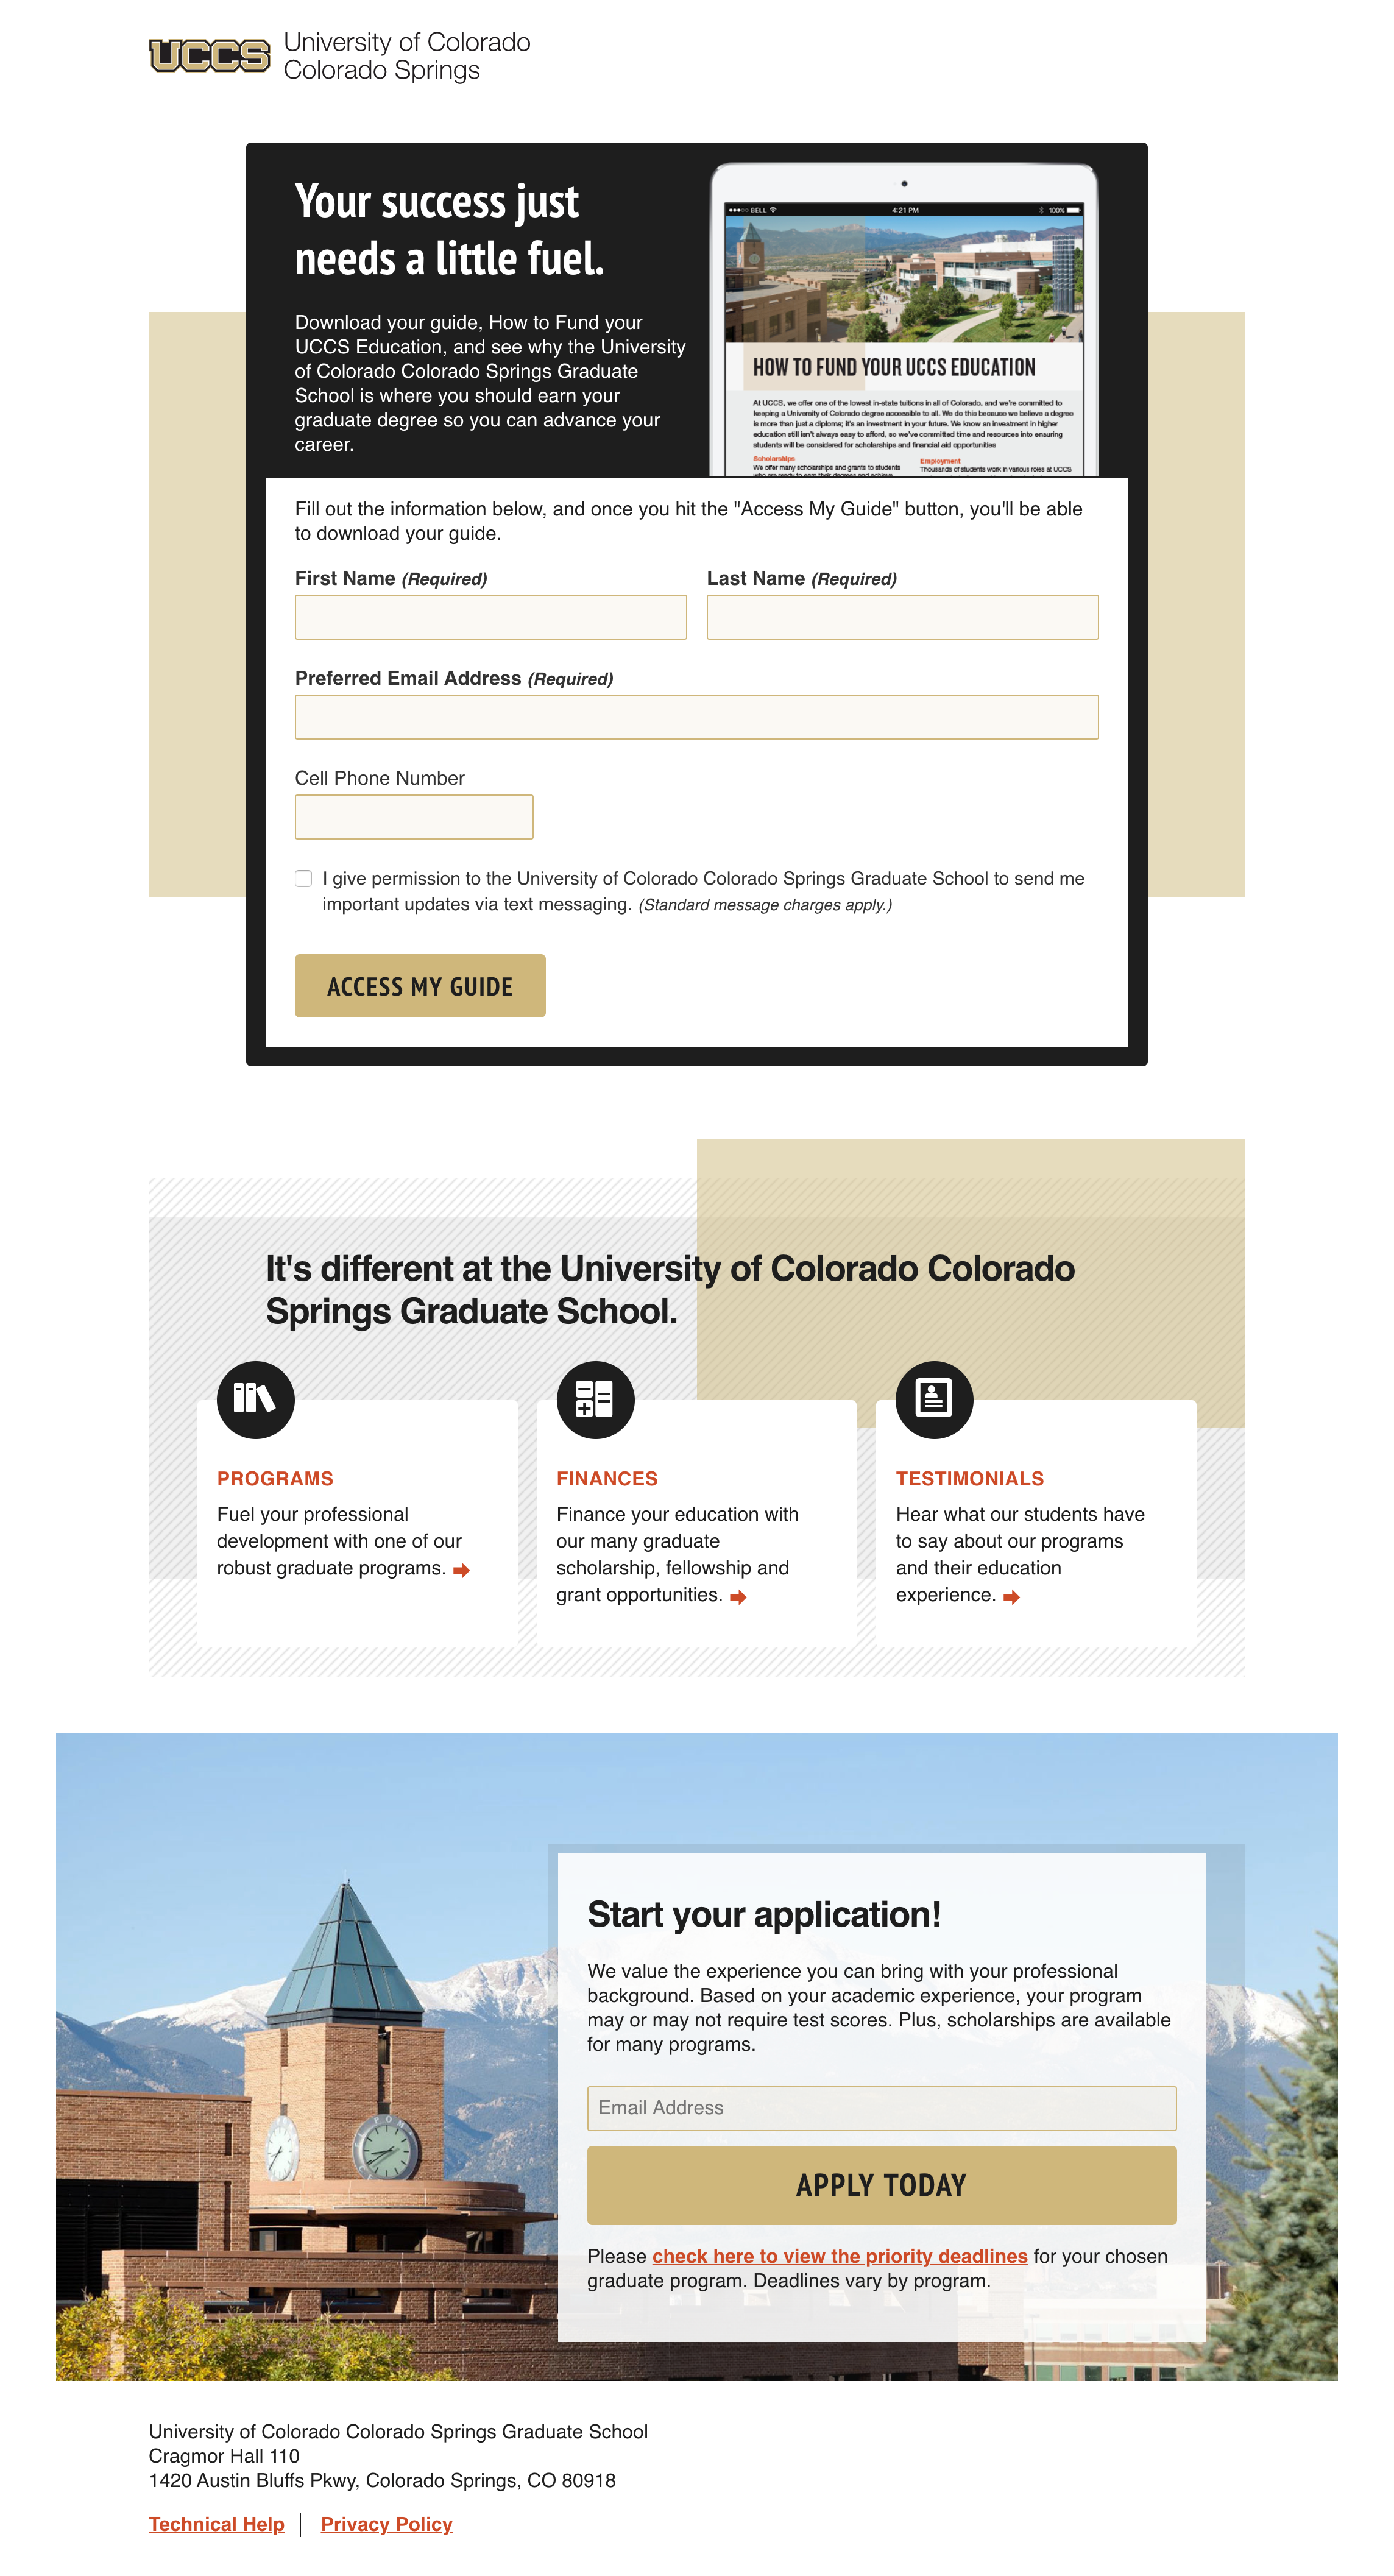 UCCS
University of Colorado
Colorado Springs
Your success just
needs a little fuel.
Download your guide, How to Fund your
UCCS Education, and see why the University
of Colorado Colorado Springs Graduate
School is where you should earn your
graduate degree so you can advance your
career.
BELL
4:21 PM
100%
HOW TO FUND YOUR UCCS EDUCATION
At UCCS, we offer one of the lowest in-state tuitions in all of Colorado, and we're committed to
keeping a University of Colorado degree accessible to all. We do this because we believe a degree
is more than just a diploma; it's an investment in your future. We know an investment in higher
education still isn't always easy to afford, so we've committed time and resources into ensuring
students will be considered for scholarships and financial aid opportunities
Scholarships
We offer many scholarships and grants to students
who are ready to earn their degrees and achieve
Employment
Thousands of students work in various roles at UCCS
Fill out the information below, and once you hit the "Access My Guide" button, you'll be able
to download your guide.
First Name (Required)
Last Name (Required)
Preferred Email Address (Required)
Cell Phone Number
I give permission to the University of Colorado Colorado Springs Graduate School to send me
important updates via text messaging. (Standard message charges apply.)
ACCESS MY GUIDE
It's different at the University of Colorado Colorado
Springs Graduate School.
PROGRAMS
Fuel your professional
development with one of our
robust graduate programs.
FINANCES
Finance your education with
our many graduate
scholarship, fellowship and
grant opportunities.
TESTIMONIALS
Hear what our students have
to say about our programs
and their education
experience.
Start your application!
We value the experience you can bring with your professional
background. Based on your academic experience, your program
may or may not require test scores. Plus, scholarships are available
for many programs.
Email Address
APPLY TODAY
Please check here to view the priority deadlines for your chosen
graduate program. Deadlines vary by program.
University of Colorado Colorado Springs Graduate School
Cragmor Hall 110
1420 Austin Bluffs Pkwy, Colorado Springs, CO 80918
Technical Help
Privacy Policy